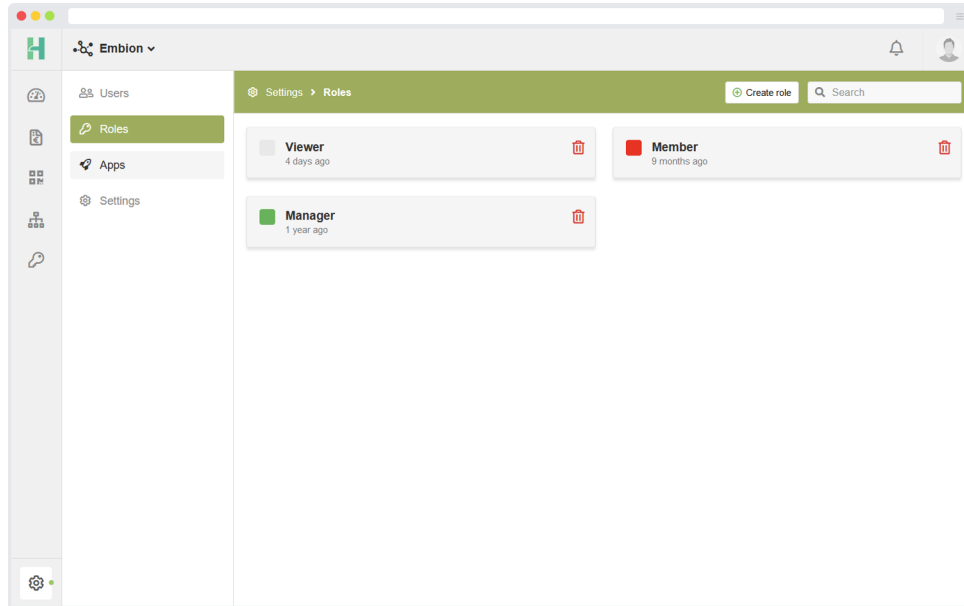 Embion
Users
Roles
Apps
Settings
Settings > Roles
Create role
Search
Viewer
4 days ago
Member
9 months ago
Manager
1 year ago